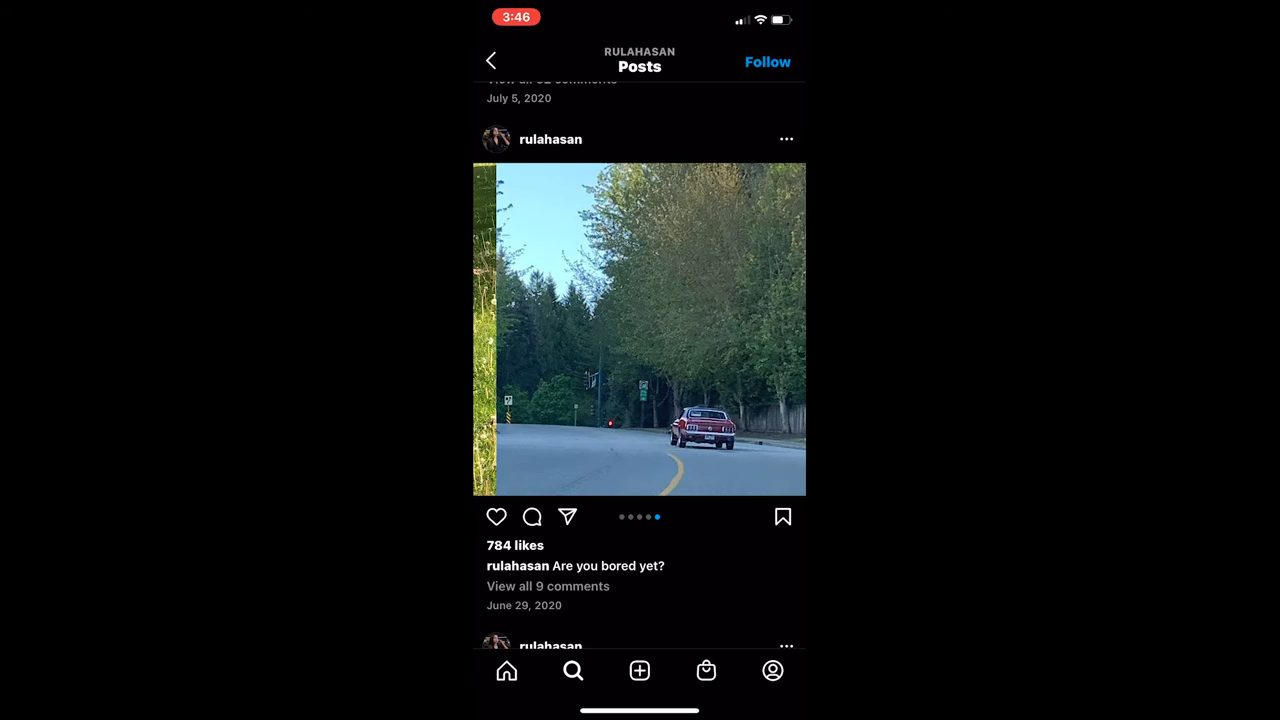 3:46
RULAHASAN
Posts
Follow
July 5, 2020
rulahasan
784 likes
rulahasan Are you bored yet?
View all 9 comments
June 29, 2020
rulahasan